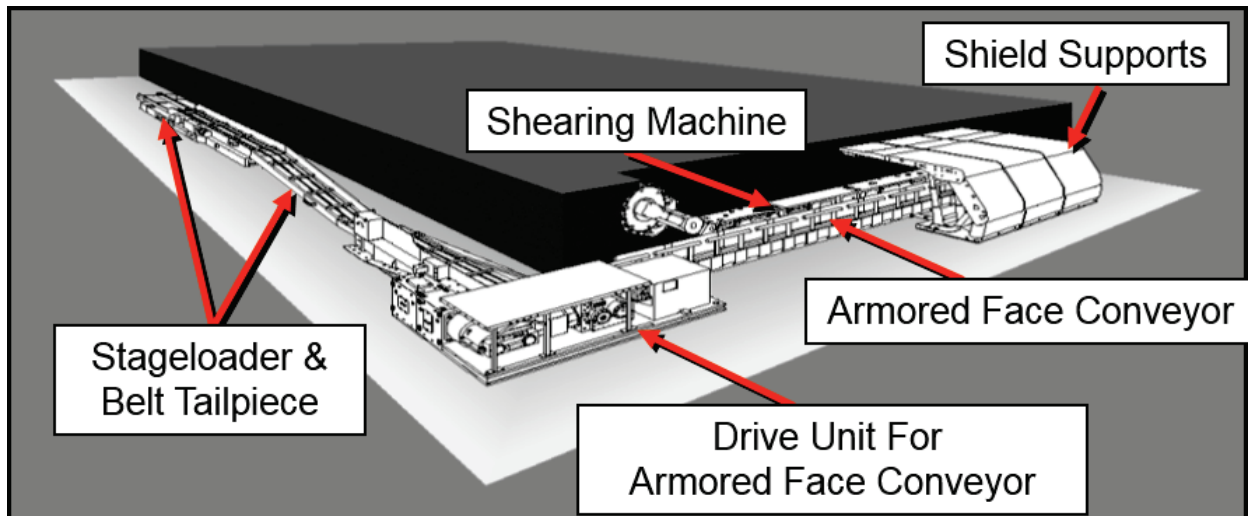 Shield Supports
Shearing Machine
Armored Face Conveyor
Stageloader &
Belt Tailpiece
Drive Unit For
Armored Face Conveyor